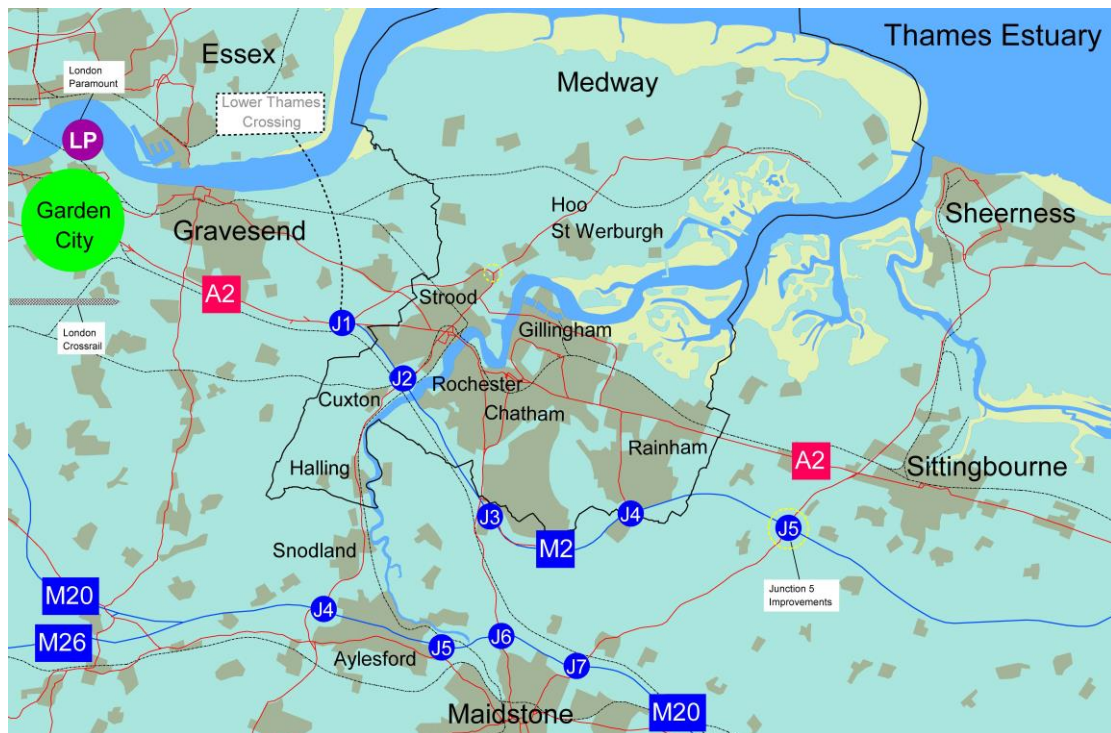 Thames Estuary
Essex
London
Paramount
Medway
Lower Thames
Crossing
LP
Garden
City
Hoo
St Werburgh
Sheerness
Gravesend
A2
Strood
J1
Gillingham
London
Crossrail
J2
Rochester
Cuxton
Chatham
Rainham
A2
Sittingbourne
Halling
J3
J4
J5
M2
Snodland
Junction 5
Improvements
M20
J4
M26
J6
J5
Aylesford
J7
Maidstone
M20